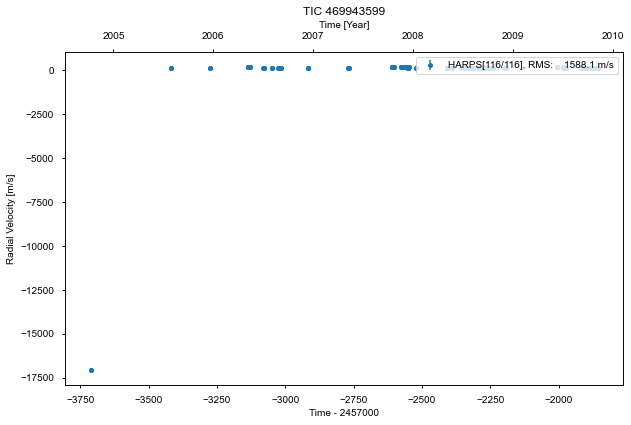 TIC 469943599
Time [Year]
2005 2006 2007 2008 2009 2010
HARPS[116/116], RMS: 1588.1 m/s
0
−2500
−5000
−7500
−10000
−12500
−15000
−17500
Radial Velocity [m/s]
−3750 −3500 −3250 −3000 −2750 −2500 −2250 −2000
Time - 2457000